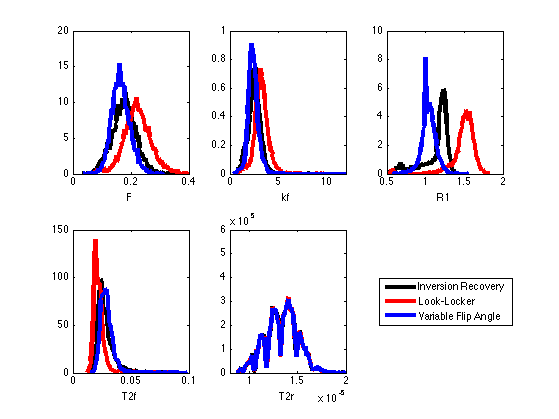 20
15
10
5
0
0 0.2 0.4
F
1
0.8
0.6
0.4
0.2
0
0 5 10
kf
10
8
6
4
2
0
0.5 1 1.5 2
R1
150
100
50
0
0 0.05 0.1
T2f
x 10^5
6
5
4
3
2
1
0
1 1.5 2
T2r
x 10^-5
Inversion Recovery
Look-Locker
Variable Flip Angle